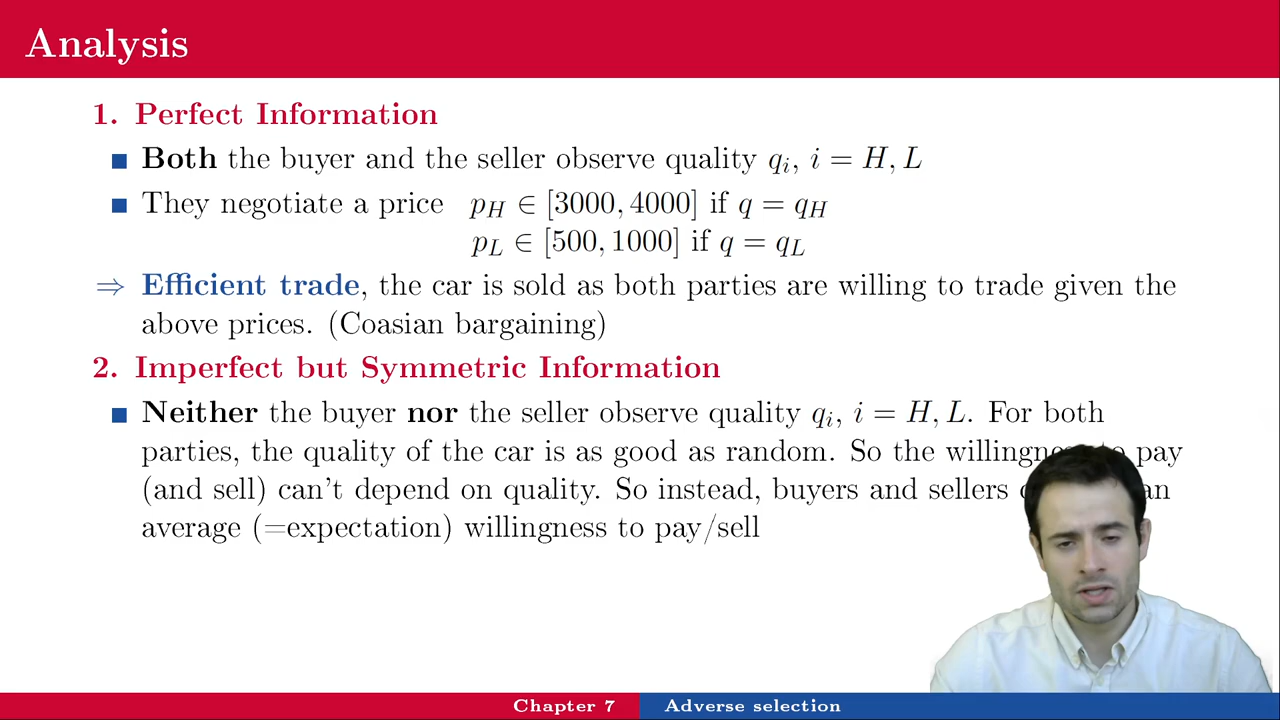 Analysis
1. Perfect Information
Both the buyer and the seller observe quality q_i, i = H, L
They negotiate a price p_H ∈ [3000, 4000] if q = q_H
p_L ∈ [500, 1000] if q = q_L
⇒ Efficient trade, the car is sold as both parties are willing to trade given the
above prices. (Coasian bargaining)
2. Imperfect but Symmetric Information
Neither the buyer nor the seller observe quality q_i, i = H, L. For both
parties, the quality of the car is as good as random. So the willingness to pay
(and sell) can't depend on quality. So instead, buyers and sellers an
average (=expectation) willingness to pay/sell
Chapter 7 Adverse selection